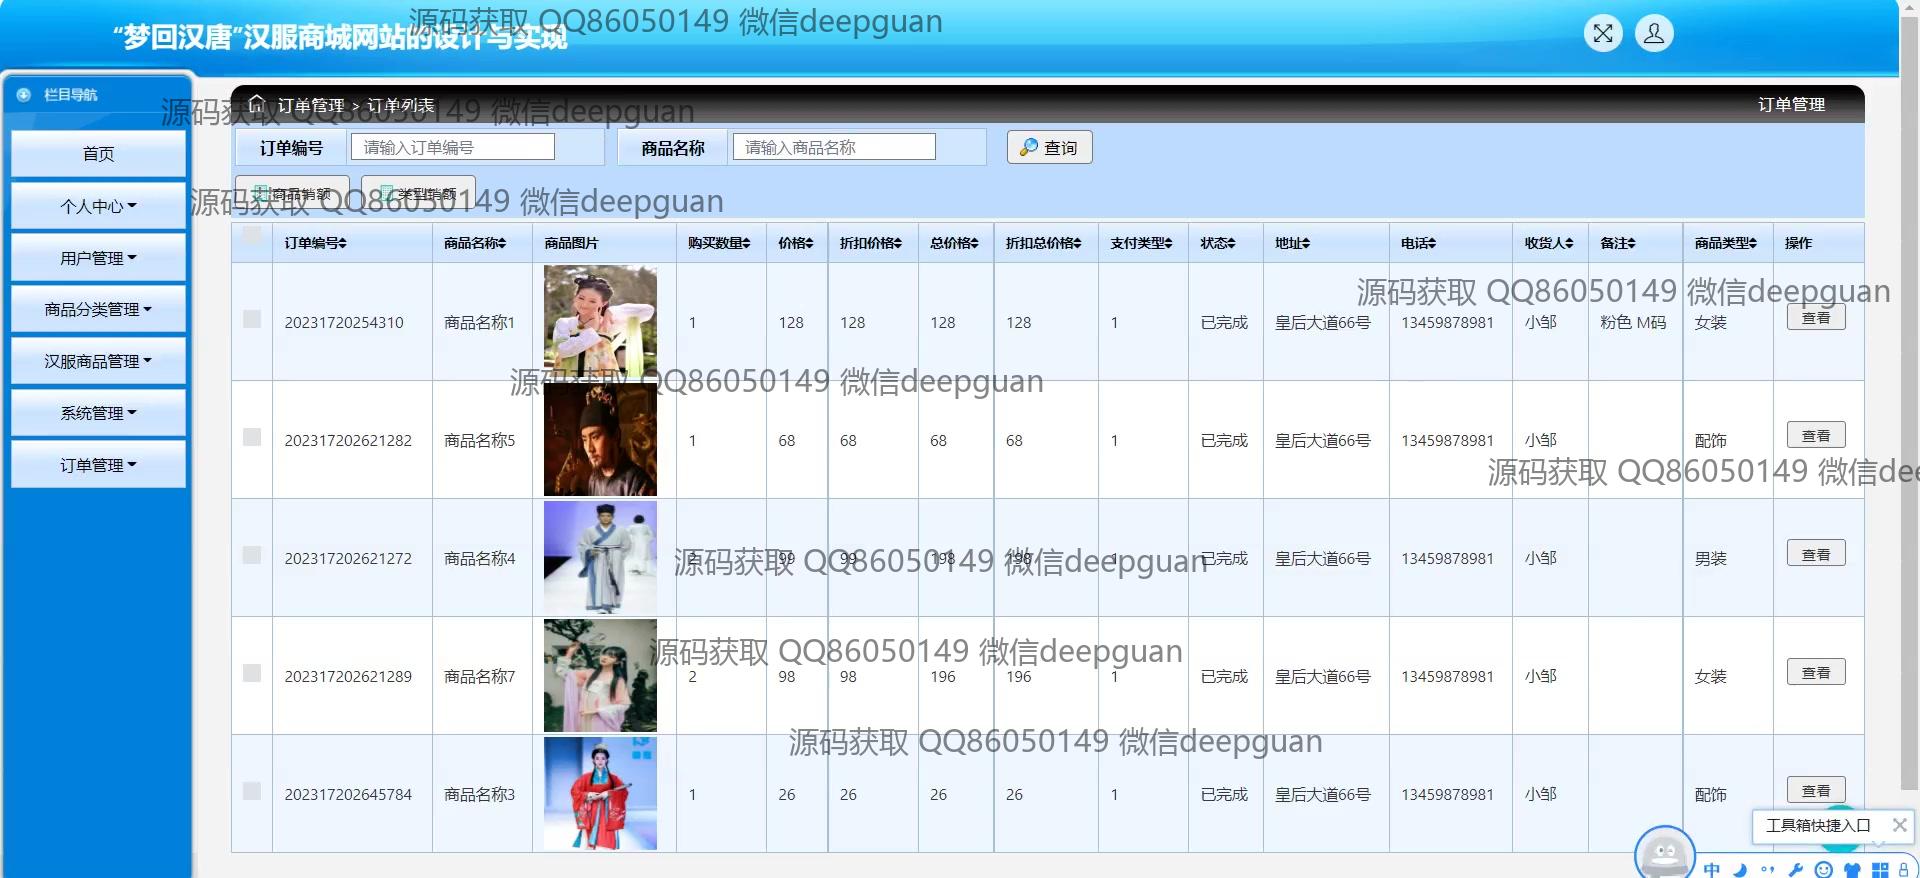 “梦回汉唐”汉服商城网站的设计与实现
源码获取 QQ86050149 微信deepguan
栏目导航
首页
个人中心
用户管理
商品分类管理
汉服商品管理
系统管理
订单管理
订单管理 > 订单列表
订单管理
源码获取 QQ86050149 微信deepguan
订单编号 请输入订单编号 商品名称 请输入商品名称 查询
商品销额 类型销额
源码获取 QQ86050149 微信deepguan
订单编号 商品名称 商品图片 购买数量 价格 折扣价格 总价格 折扣总价格 支付类型 状态 地址 电话 收货人 备注 商品类型 操作
源码获取 QQ86050149 微信deepguan
20231720254310 商品名称1 1 128 128 128 128 1 已完成 皇后大道66号 13459878981 小邹 粉色 M码 女装 查看
源码获取 QQ86050149 微信deepguan
202317202621282 商品名称5 1 68 68 68 68 1 已完成 皇后大道66号 13459878981 小邹 配饰 查看
源码获取 QQ86050149 微信dee
202317202621272 商品名称4 2 99 99 198 198 1 已完成 皇后大道66号 13459878981 小邹 男装 查看
源码获取 QQ86050149 微信deepguan
源码获取 QQ86050149 微信deepguan
202317202621289 商品名称7 2 98 98 196 196 1 已完成 皇后大道66号 13459878981 小邹 女装 查看
源码获取 QQ86050149 微信deepguan
202317202645784 商品名称3 1 26 26 26 26 1 已完成 皇后大道66号 13459878981 小邹 配饰 查看
工具箱快捷入口
中